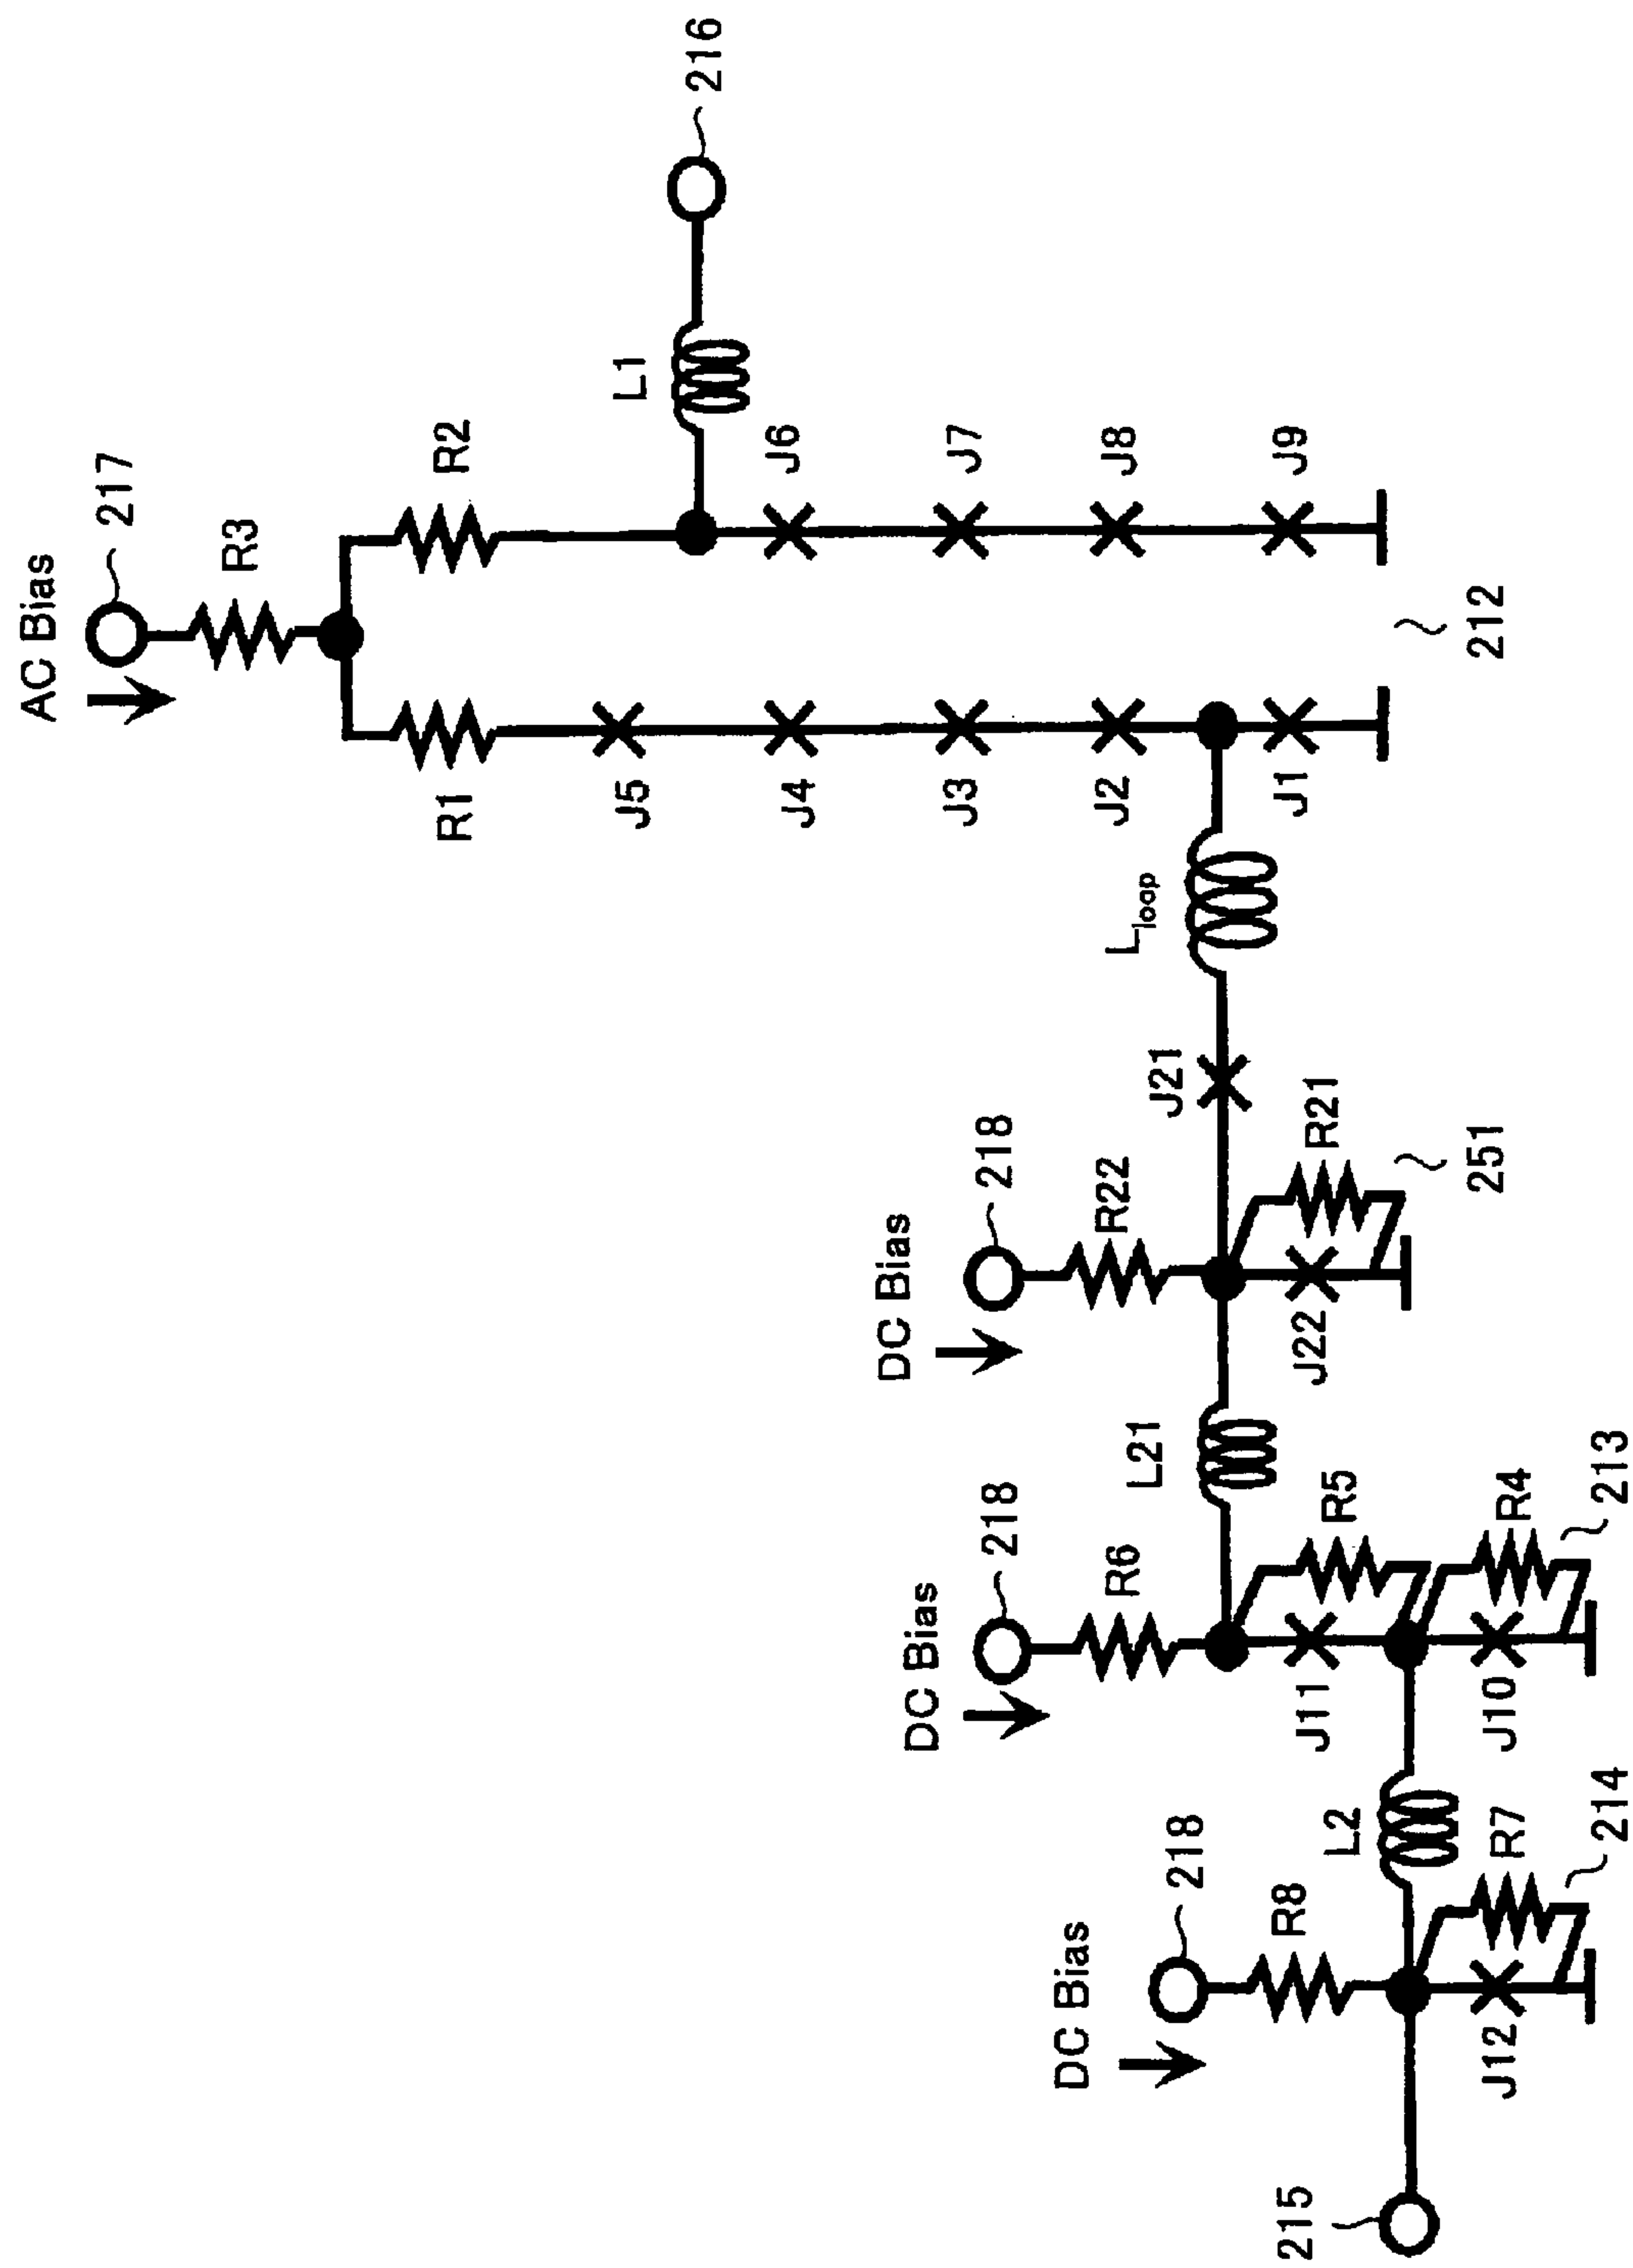 AC Bias
217
R3
R1
R2
216
L1
J5
J4
J3
J2
J1
J6
J7
J8
J9
212
Lloop
J21
DC Bias
218
R22
R21
J22
251
L21
DC Bias
218
R6
R5
J11
R4
J10
213
L2
DC Bias
218
R8
R7
J12
214
215